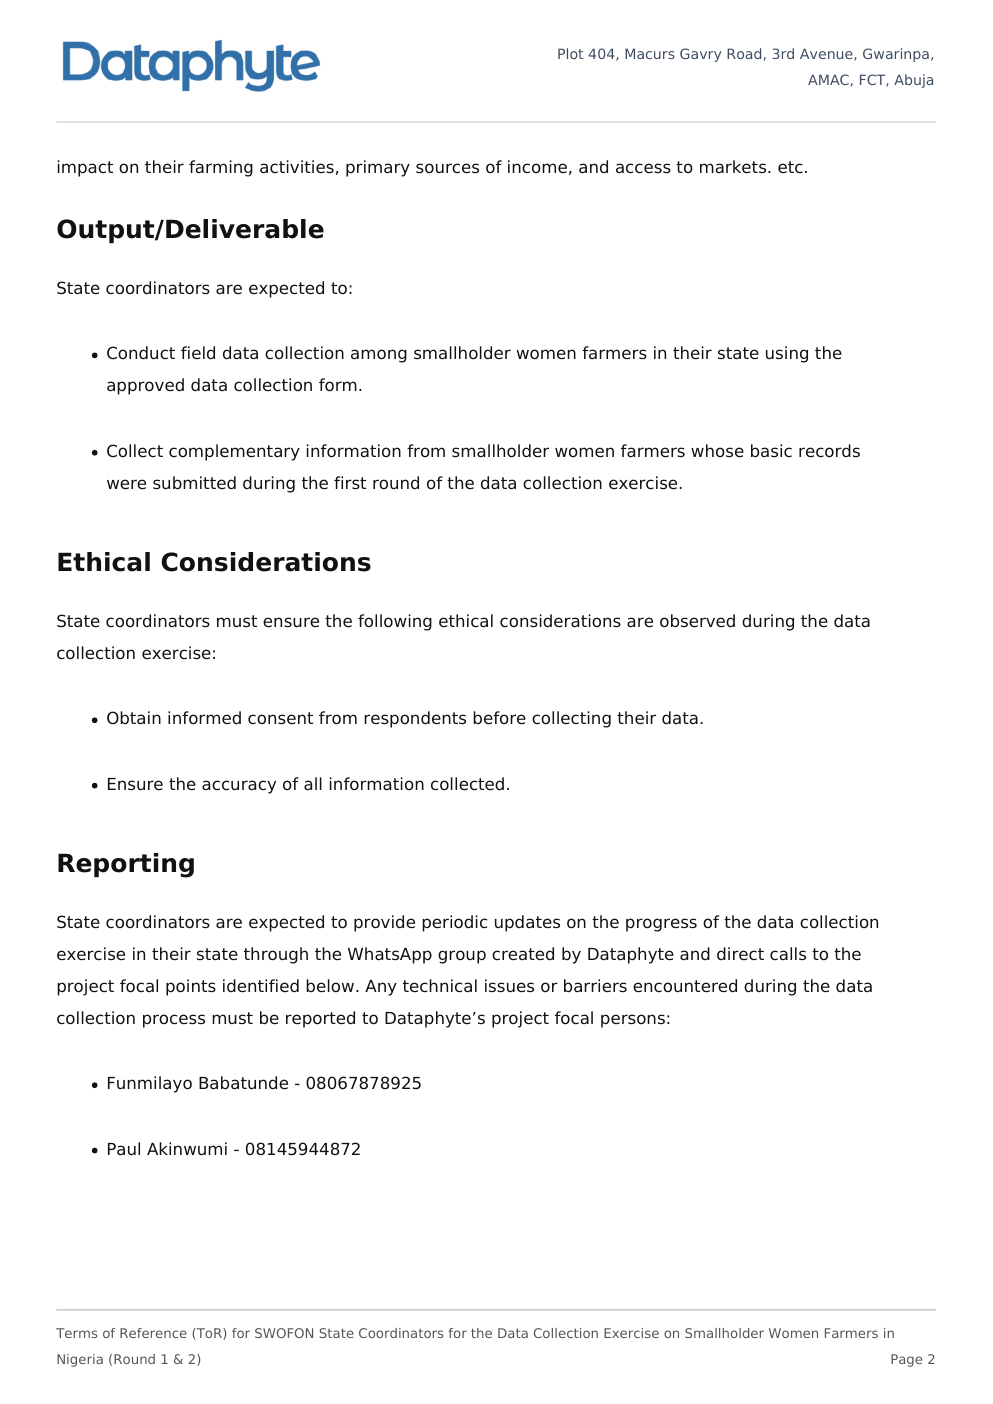 Dataphyte
Plot 404, Macurs Gavry Road, 3rd Avenue, Gwarinpa,
AMAC, FCT, Abuja
impact on their farming activities, primary sources of income, and access to markets. etc.
Output/Deliverable
State coordinators are expected to:
• Conduct field data collection among smallholder women farmers in their state using the
approved data collection form.
• Collect complementary information from smallholder women farmers whose basic records
were submitted during the first round of the data collection exercise.
Ethical Considerations
State coordinators must ensure the following ethical considerations are observed during the data
collection exercise:
• Obtain informed consent from respondents before collecting their data.
• Ensure the accuracy of all information collected.
Reporting
State coordinators are expected to provide periodic updates on the progress of the data collection
exercise in their state through the WhatsApp group created by Dataphyte and direct calls to the
project focal points identified below. Any technical issues or barriers encountered during the data
collection process must be reported to Dataphyte’s project focal persons:
• Funmilayo Babatunde - 08067878925
• Paul Akinwumi - 08145944872
Terms of Reference (ToR) for SWOFON State Coordinators for the Data Collection Exercise on Smallholder Women Farmers in
Nigeria (Round 1 & 2)
Page 2